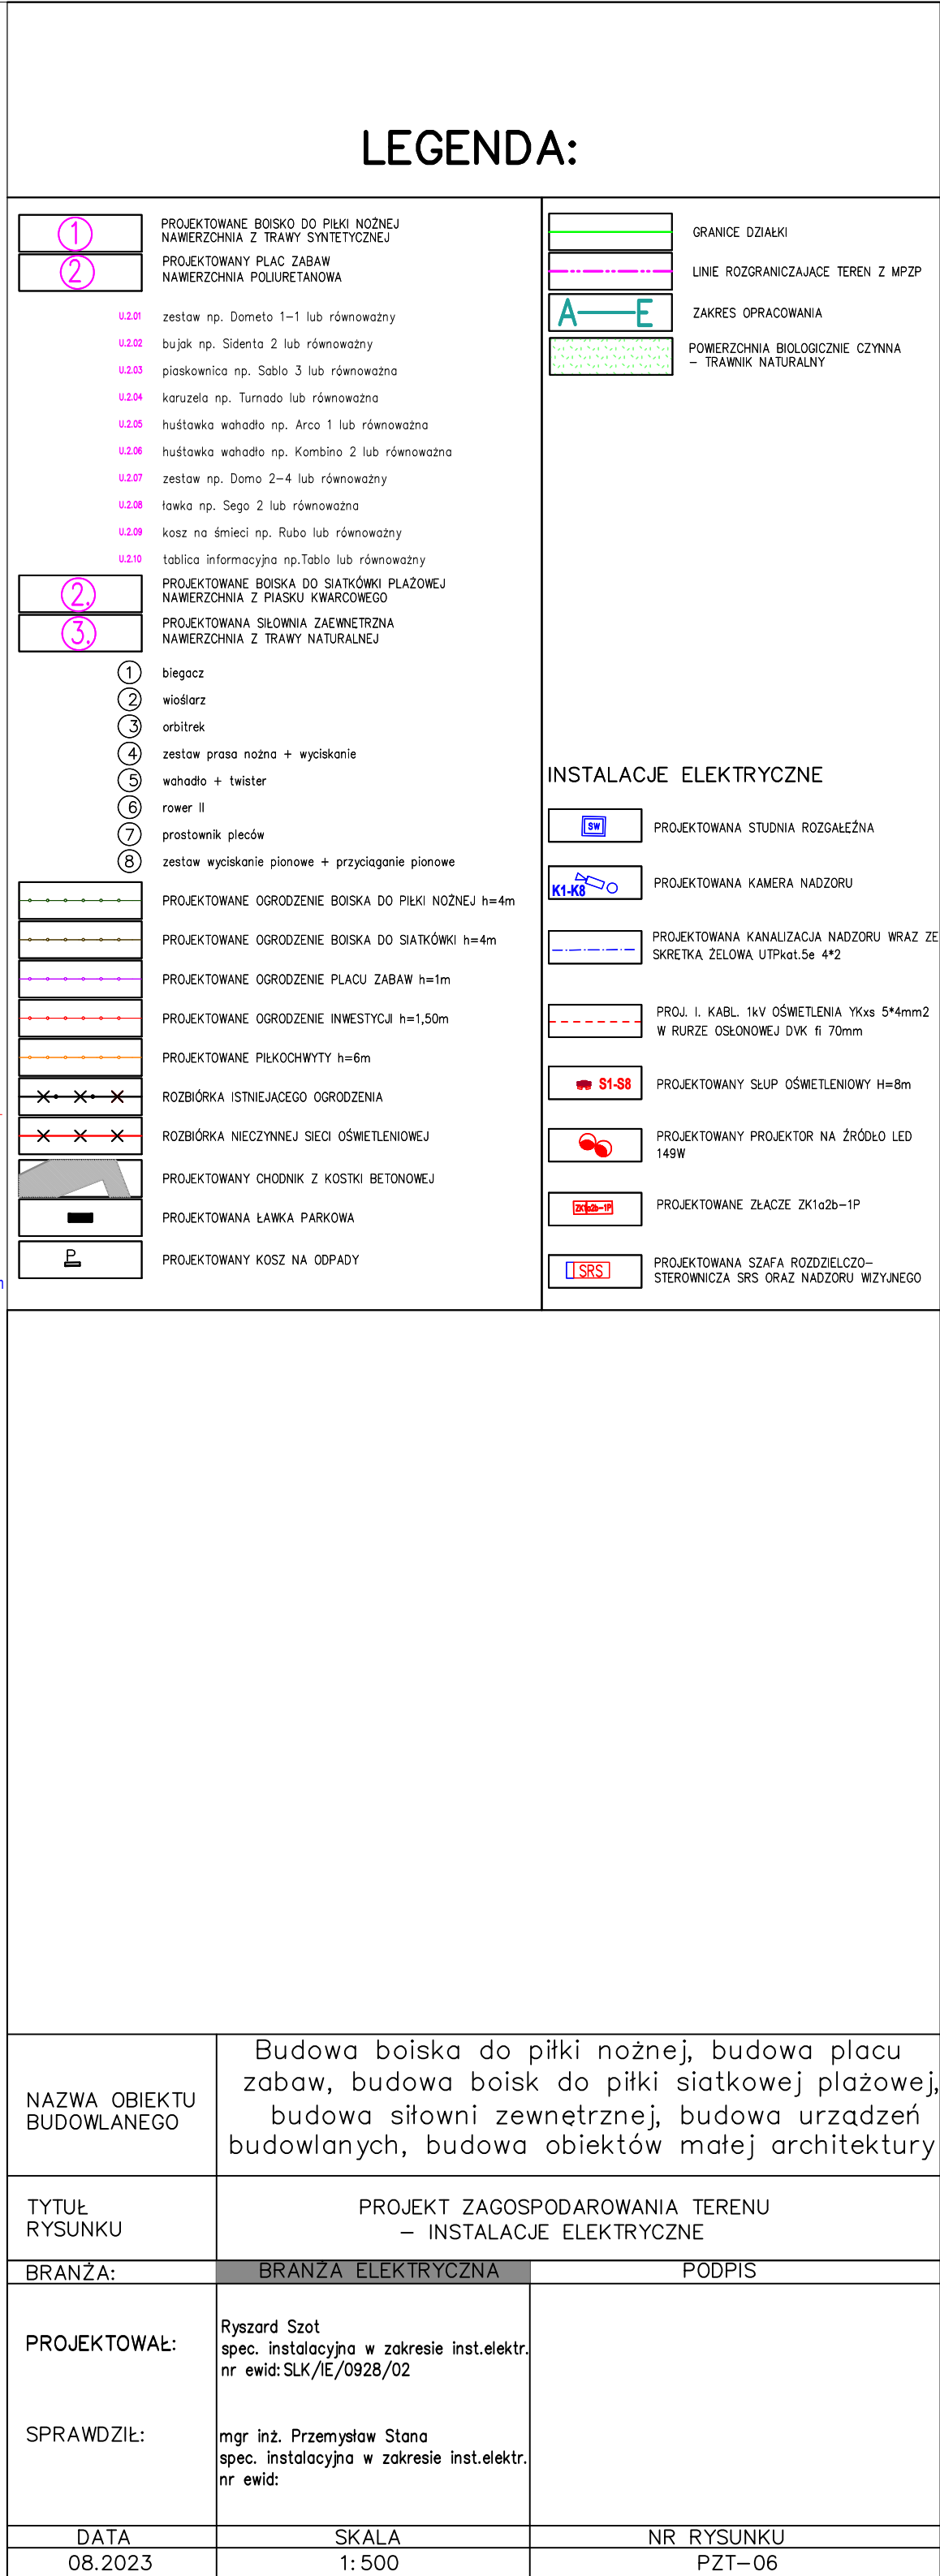 LEGENDA:
1
PROJEKTOWANE BOISKO DO PIŁKI NOŻNEJ
NAWIERZCHNIA Z TRAWY SYNTETYCZNEJ
2
PROJEKTOWANY PLAC ZABAW
NAWIERZCHNIA POLIURETANOWA
U.2.01 zestaw np. Dometo 1-1 lub równoważny
U.2.02 bujak np. Sidenta 2 lub równoważny
U.2.03 piaskownica np. Sablo 3 lub równoważna
U.2.04 karuzela np. Turnado lub równoważna
U.2.05 huśtawka wahadło np. Arco 1 lub równoważna
U.2.06 huśtawka wahadło np. Kombino 2 lub równoważna
U.2.07 zestaw np. Domo 2-4 lub równoważny
U.2.08 ławka np. Sego 2 lub równoważna
U.2.09 kosz na śmieci np. Rubo lub równoważny
U.2.10 tablica informacyjna np.Tablo lub równoważny
2.
PROJEKTOWANE BOISKA DO SIATKÓWKI PLAŻOWEJ
NAWIERZCHNIA Z PIASKU KWARCOWEGO
3.
PROJEKTOWANA SIŁOWNIA ZAEWNĘTRZNA
NAWIERZCHNIA Z TRAWY NATURALNEJ
1 biegacz
2 wioślarz
3 orbitrek
4 zestaw prasa nożna + wyciskanie
5 wahadło + twister
6 rower II
7 prostownik pleców
8 zestaw wyciskanie pionowe + przyciąganie pionowe
PROJEKTOWANE OGRODZENIE BOISKA DO PIŁKI NOŻNEJ h=4m
PROJEKTOWANE OGRODZENIE BOISKA DO SIATKÓWKI h=4m
PROJEKTOWANE OGRODZENIE PLACU ZABAW h=1m
PROJEKTOWANE OGRODZENIE INWESTYCJI h=1,50m
PROJEKTOWANE PIŁKOCHWYTY h=6m
ROZBIÓRKA ISTNIEJĄCEGO OGRODZENIA
ROZBIÓRKA NIECZYNNEJ SIECI OŚWIETLENIOWEJ
PROJEKTOWANY CHODNIK Z KOSTKI BETONOWEJ
PROJEKTOWANA ŁAWKA PARKOWA
P PROJEKTOWANY KOSZ NA ODPADY
GRANICE DZIAŁKI
LINIE ROZGRANICZAJĄCE TEREN Z MPZP
A E ZAKRES OPRACOWANIA
POWIERZCHNIA BIOLOGICZNIE CZYNNA
- TRAWNIK NATURALNY
INSTALACJE ELEKTRYCZNE
SW PROJEKTOWANA STUDNIA ROZGAŁEŹNA
K1-K8 PROJEKTOWANA KAMERA NADZORU
PROJEKTOWANA KANALIZACJA NADZORU WRAZ ZE
SKRĘTKĄ ŻELOWĄ UTPkat.5e 4*2
PROJ. l. KABL. 1kV OŚWIETLENIA YKxs 5*4mm2
W RURZE OSŁONOWEJ DVK fi 70mm
S1-S8 PROJEKTOWANY SŁUP OŚWIETLENIOWY H=8m
PROJEKTOWANY PROJEKTOR NA ŹRÓDŁO LED
149W
ZK1a2b-1P PROJEKTOWANE ZŁĄCZE ZK1a2b-1P
SRS
PROJEKTOWANA SZAFA ROZDZIELCZO-
STEROWNICZA SRS ORAZ NADZORU WIZYJNEGO
NAZWA OBIEKTU
BUDOWLANEGO
Budowa boiska do piłki nożnej, budowa placu
zabaw, budowa boisk do piłki siatkowej plażowej,
budowa siłowni zewnętrznej, budowa urządzeń
budowlanych, budowa obiektów małej architektury
TYTUŁ
RYSUNKU
PROJEKT ZAGOSPODAROWANIA TERENU
- INSTALACJE ELEKTRYCZNE
BRANŻA: BRANŻA ELEKTRYCZNA PODPIS
PROJEKTOWAŁ:
Ryszard Szot
spec. instalacyjna w zakresie inst.elektr.
nr ewid: SLK/IE/0928/02
SPRAWDZIŁ:
mgr inż. Przemysław Stana
spec. instalacyjna w zakresie inst.elektr.
nr ewid:
DATA SKALA NR RYSUNKU
08.2023 1:500 PZT-06